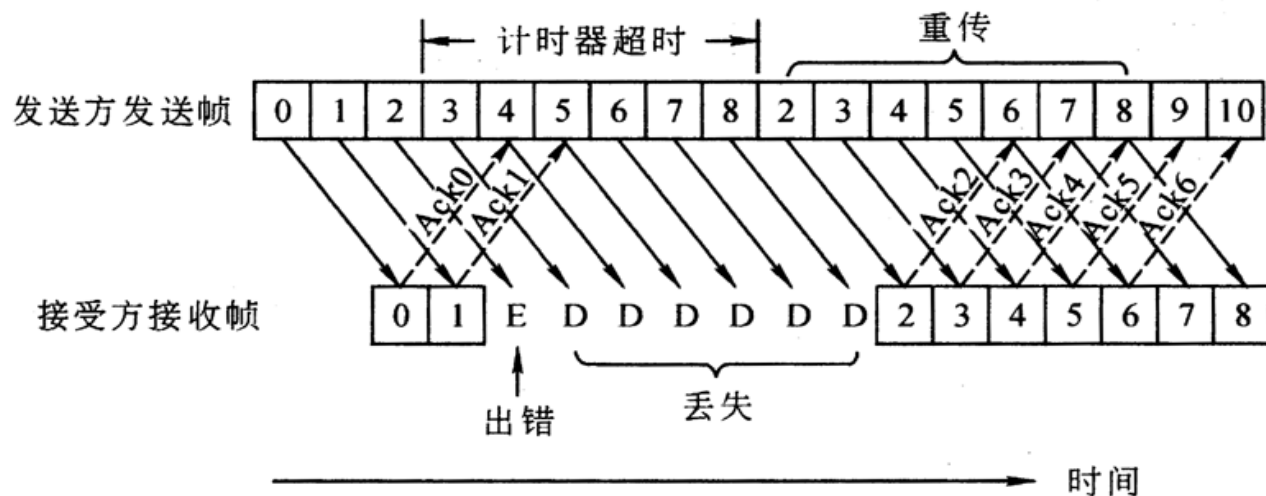 计时器超时
重传
发送方发送帧 0 1 2 3 4 5 6 7 8 2 3 4 5 6 7 8 9 10
Ack0 Ack1 Ack2 Ack3 Ack4 Ack5 Ack6
接受方接收帧 0 1 E D D D D D D 2 3 4 5 6 7 8
丢失
出错
时间